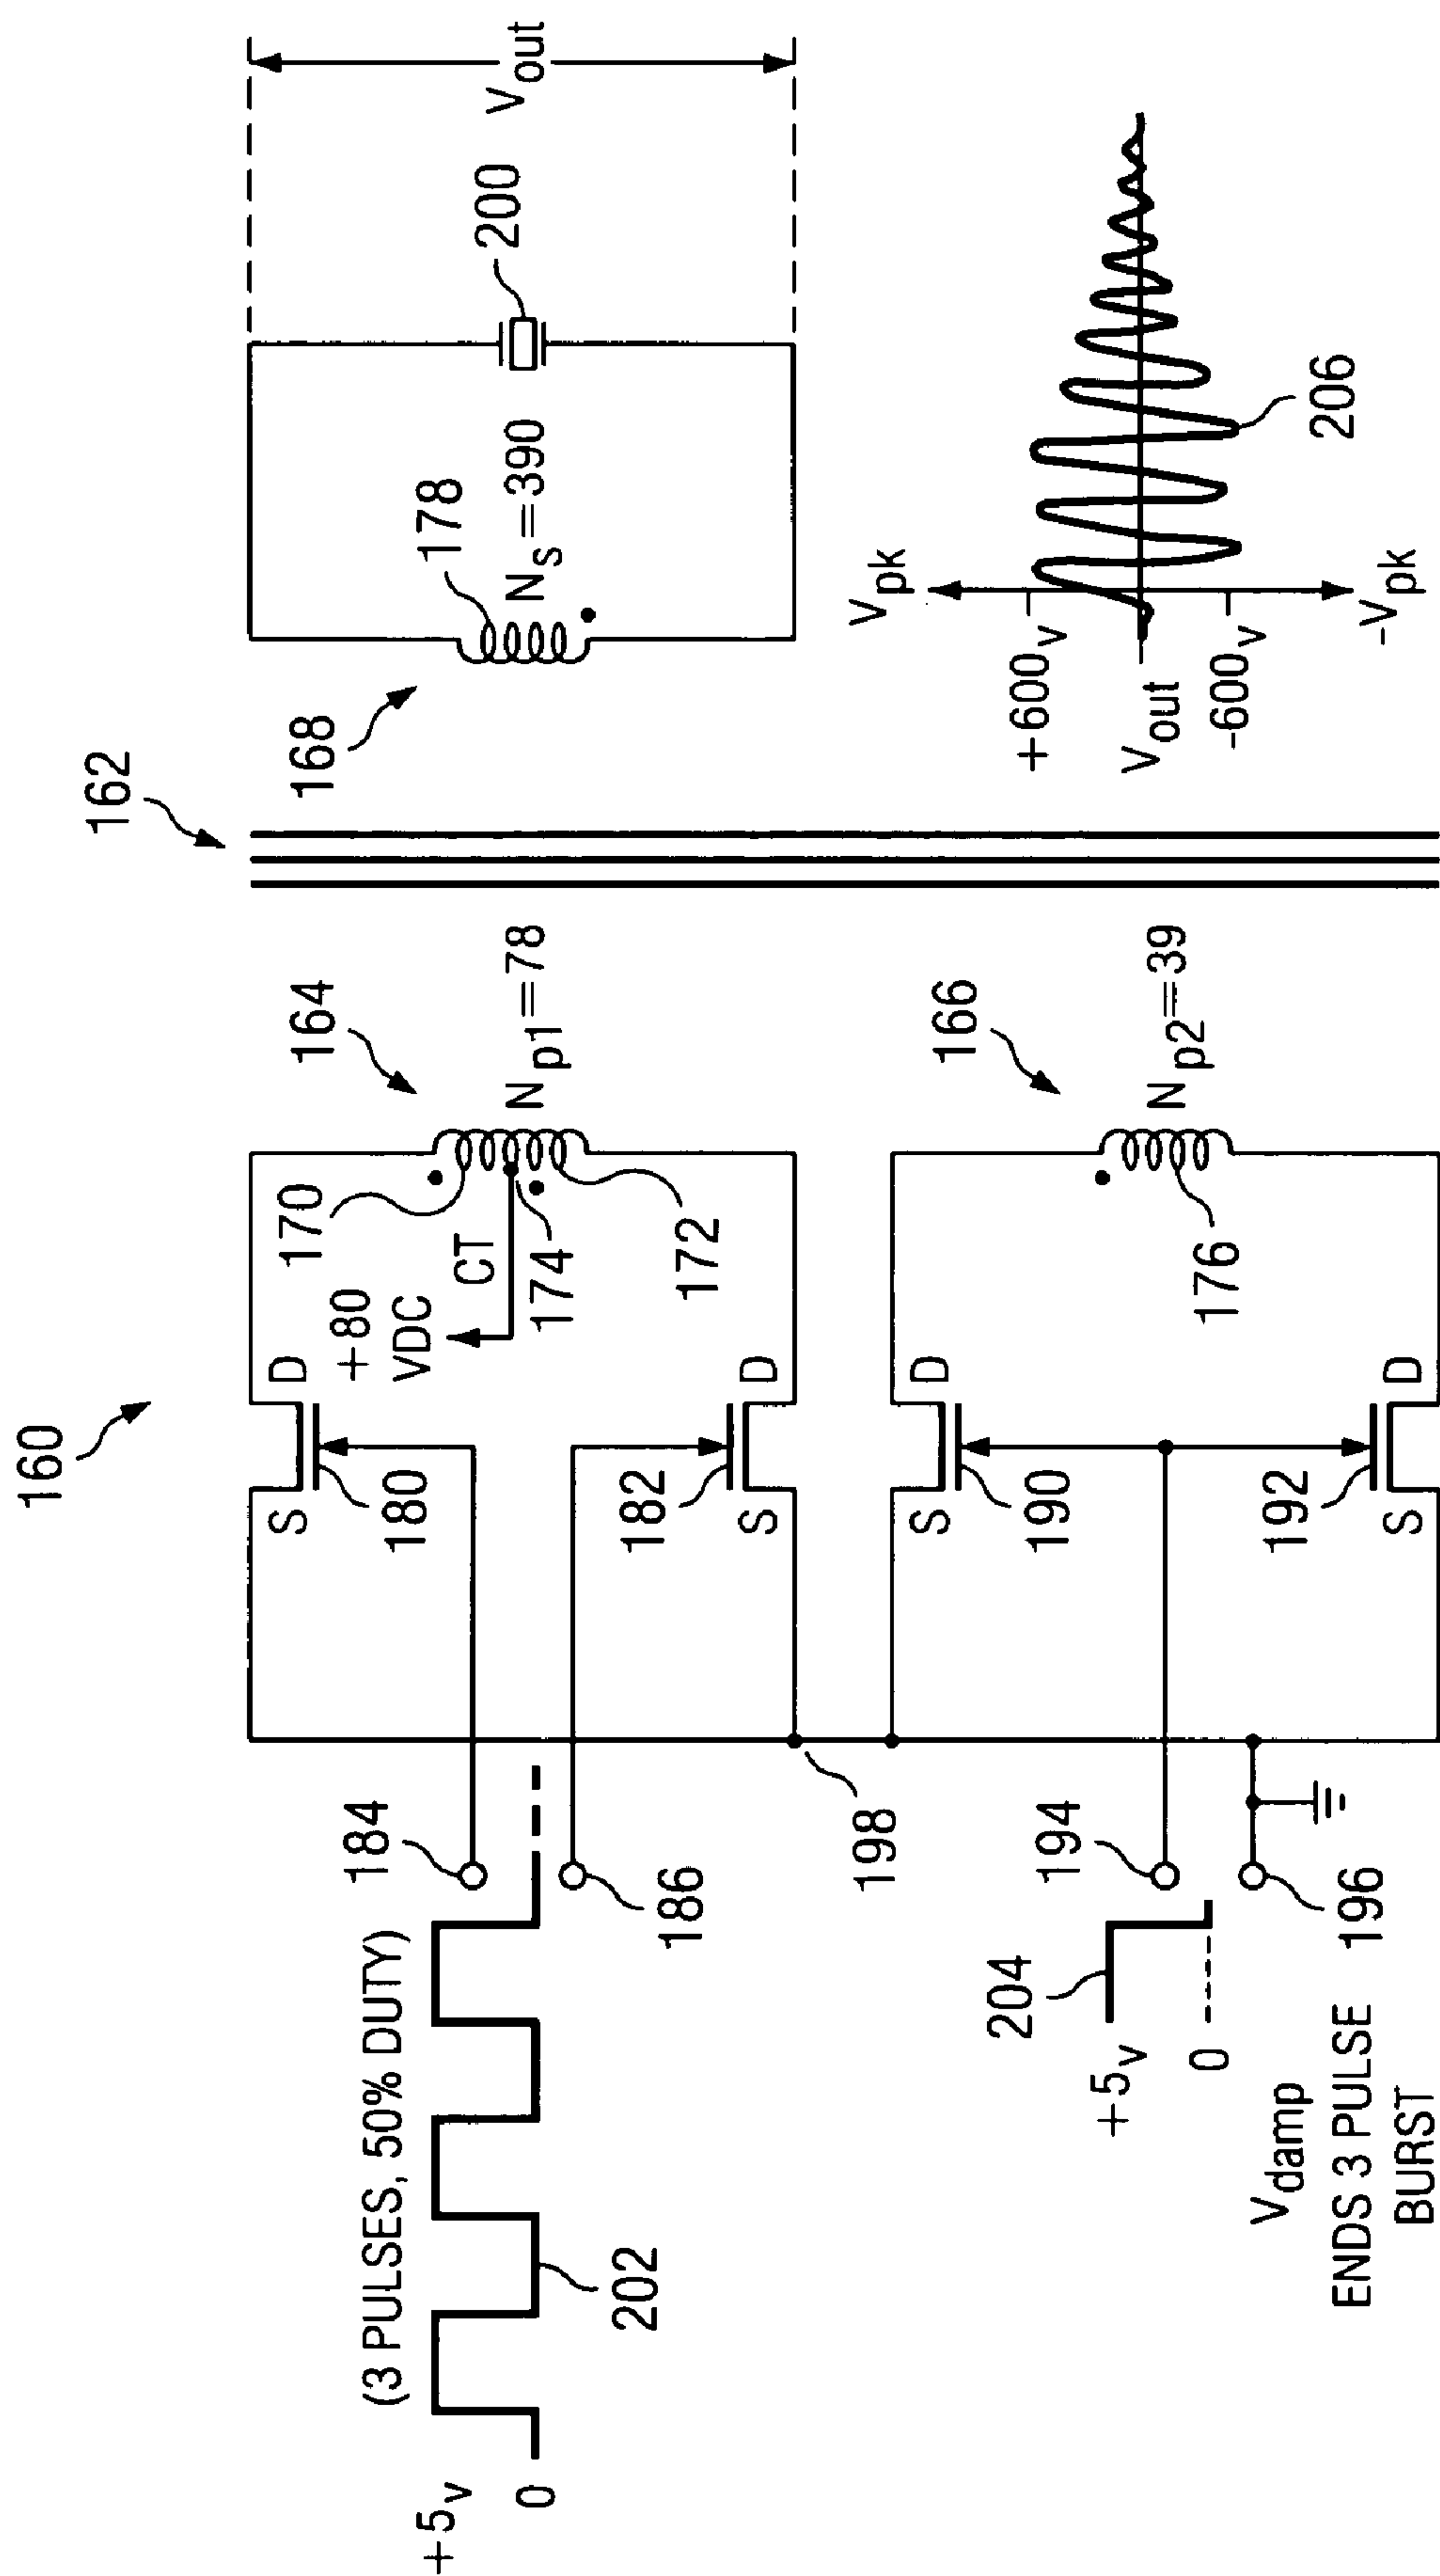 160
162
+5v
0
(3 PULSES, 50% DUTY)
202
184
186
S
D
180
S
D
182
+80
VDC
CT
170
174
172
164
Np1=78
168
178
Ns=390
200
Vout
198
+5v
0
204
Vdamp
ENDS 3 PULSE
BURST
194
196
S
D
190
S
D
192
176
166
Np2=39
Vpk
+600v
Vout
-600v
-Vpk
206